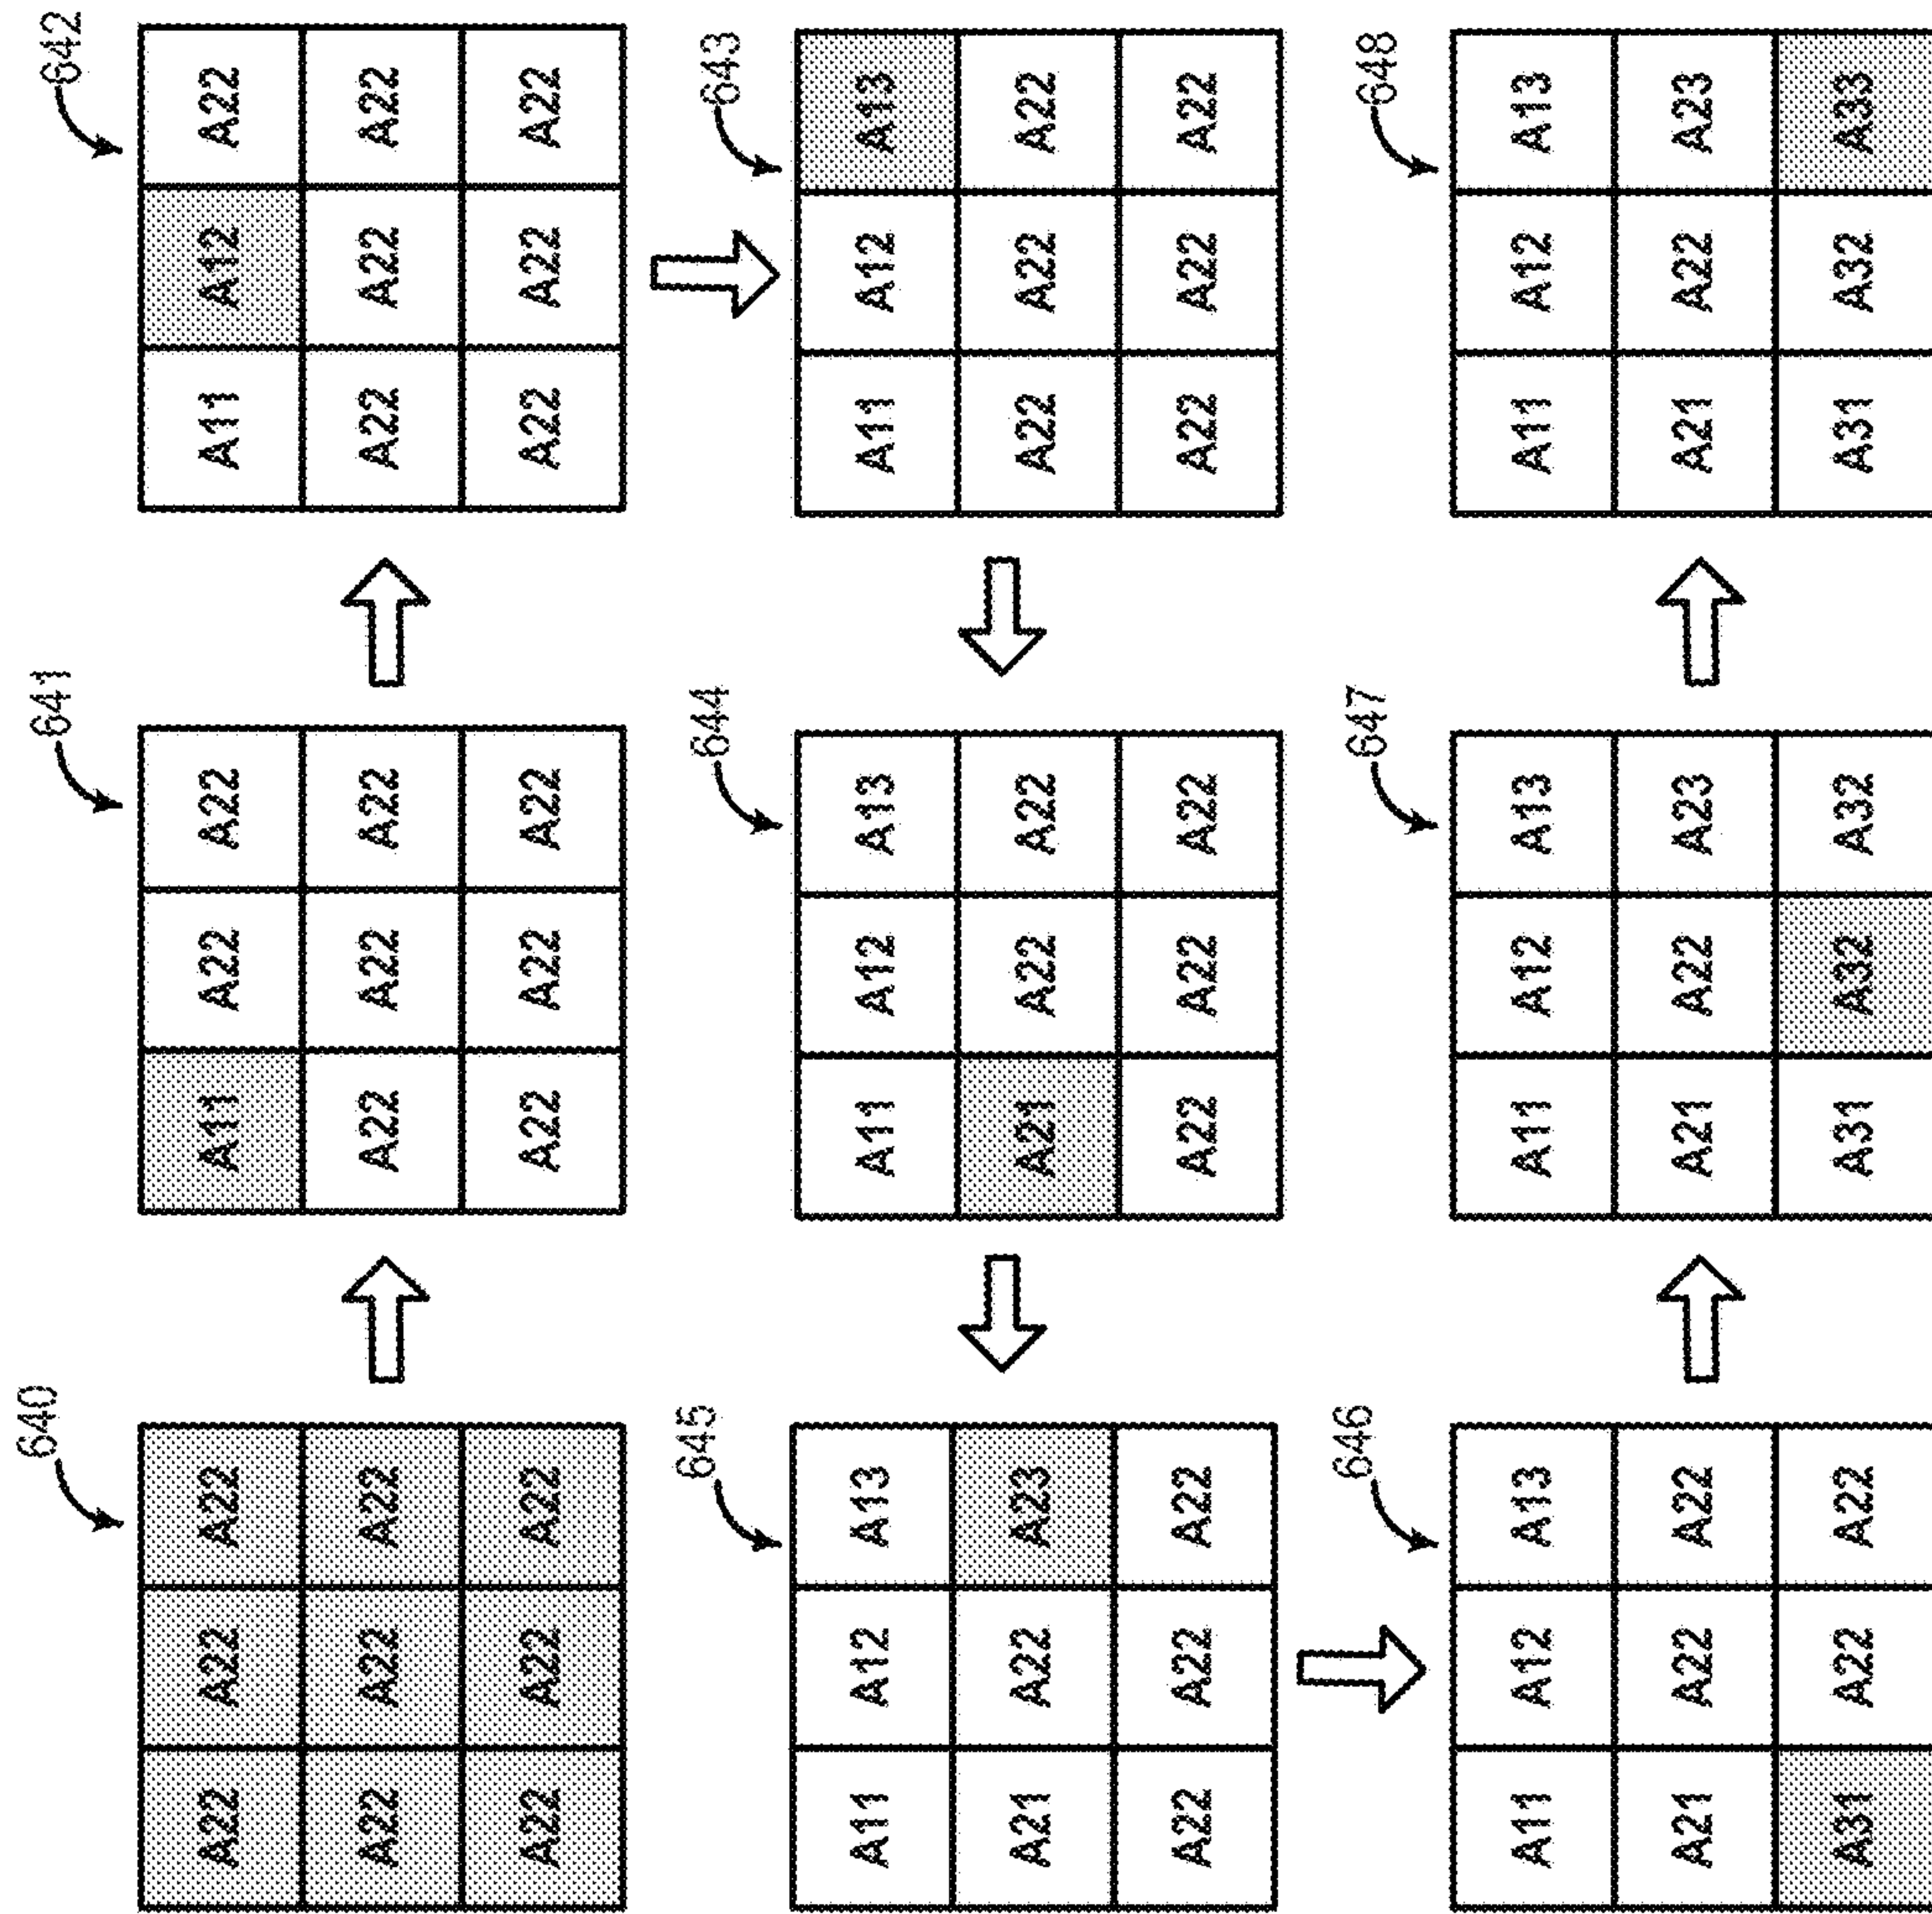 640 641 642
A22 A22 A22 A11 A22 A22 A11 A12 A22
A22 A22 A22 A22 A22 A22 A22 A22 A22
A22 A22 A22 A22 A22 A22 A22 A22 A22
645 644 643
A11 A12 A13 A11 A12 A13 A11 A12 A13
A21 A22 A23 A21 A22 A22 A22 A22 A22
A22 A22 A22 A22 A22 A22 A22 A22 A22
646 647 648
A11 A12 A13 A11 A12 A13 A11 A12 A13
A21 A22 A22 A21 A22 A23 A21 A22 A23
A31 A22 A22 A31 A32 A32 A31 A32 A33